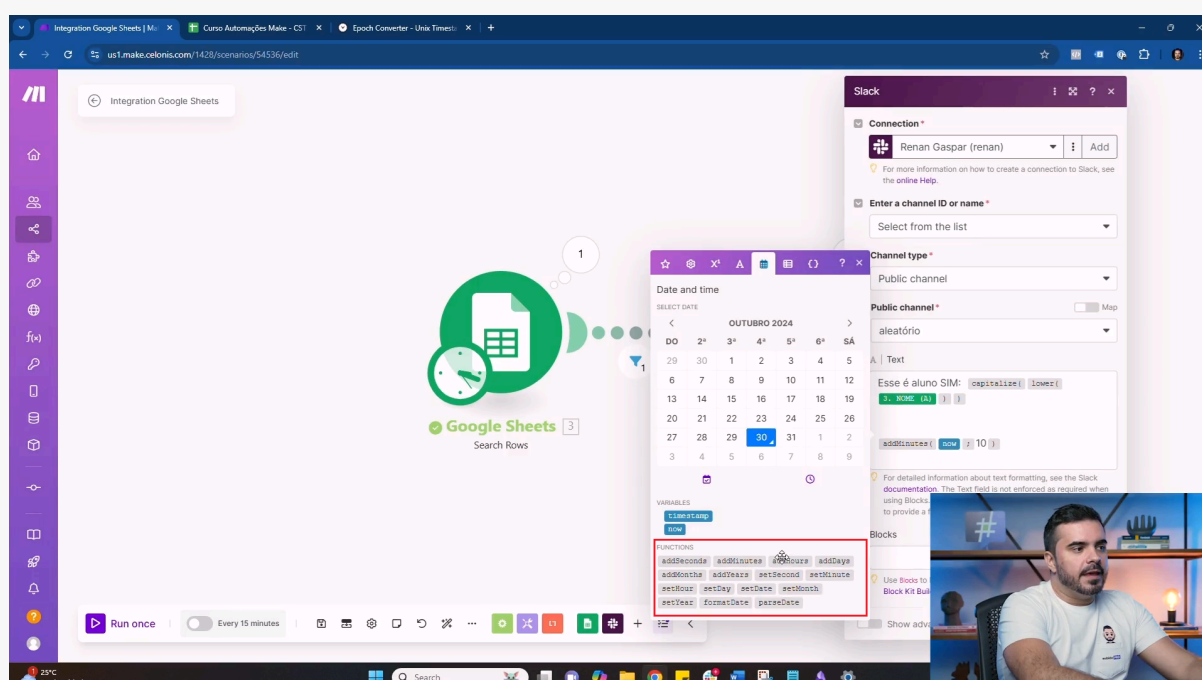 Integration Google Sheets | Ma
Curso Automações Make - CST
Epoch Converter - Unix Timesta
us1.make.celonis.com/1428/scenarios/54536/edit
Integration Google Sheets
Slack
Connection *
Renan Gaspar (renan)
Add
For more information on how to create a connection to Slack, see
the online Help.
Enter a channel ID or name *
Select from the list
Channel type *
Public channel
Public channel *
Map
aleatório
A | Text
Esse é aluno SIM: capitalize( lower(
3. NOME (A) ) )
addMinutes( now ; 10 )
For detailed information about text formatting, see the Slack
documentation. The Text field is not enforced as required when
using Blocks.
to provide a f
Blocks
Use Blocks to
Block Kit Buil
Show adva
1
1
Google Sheets 3
Search Rows
Date and time
SELECT DATE
OUTUBRO 2024
DO 2ª 3ª 4ª 5ª 6ª SÁ
29 30 1 2 3 4 5
6 7 8 9 10 11 12
13 14 15 16 17 18 19
20 21 22 23 24 25 26
27 28 29 30 31 1 2
3 4 5 6 7 8 9
VARIABLES
timestamp
now
FUNCTIONS
addSeconds addMinutes addHours addDays
addMonths addYears setSecond setMinute
setHour setDay setDate setMonth
setYear formatDate parseDate
Run once
Every 15 minutes
25°C
Search